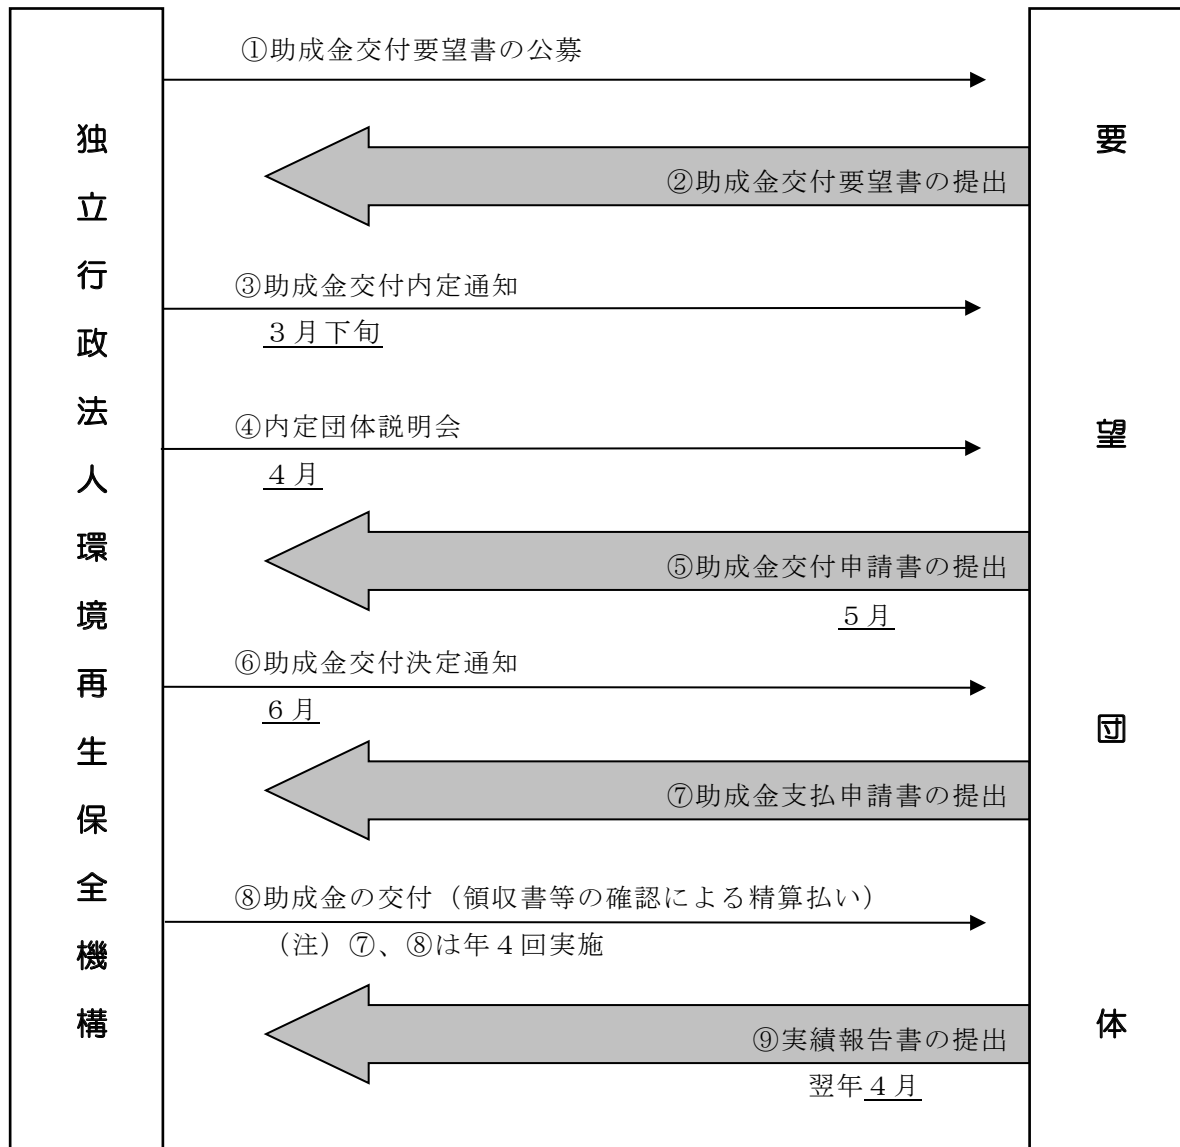 独立行政法人環境再生保全機構
①助成金交付要望書の公募
②助成金交付要望書の提出
③助成金交付内定通知
３月下旬
④内定団体説明会
４月
⑤助成金交付申請書の提出
５月
⑥助成金交付決定通知
６月
⑦助成金支払申請書の提出
⑧助成金の交付（領収書等の確認による精算払い）
（注）⑦、⑧は年４回実施
⑨実績報告書の提出
翌年４月
要望団体